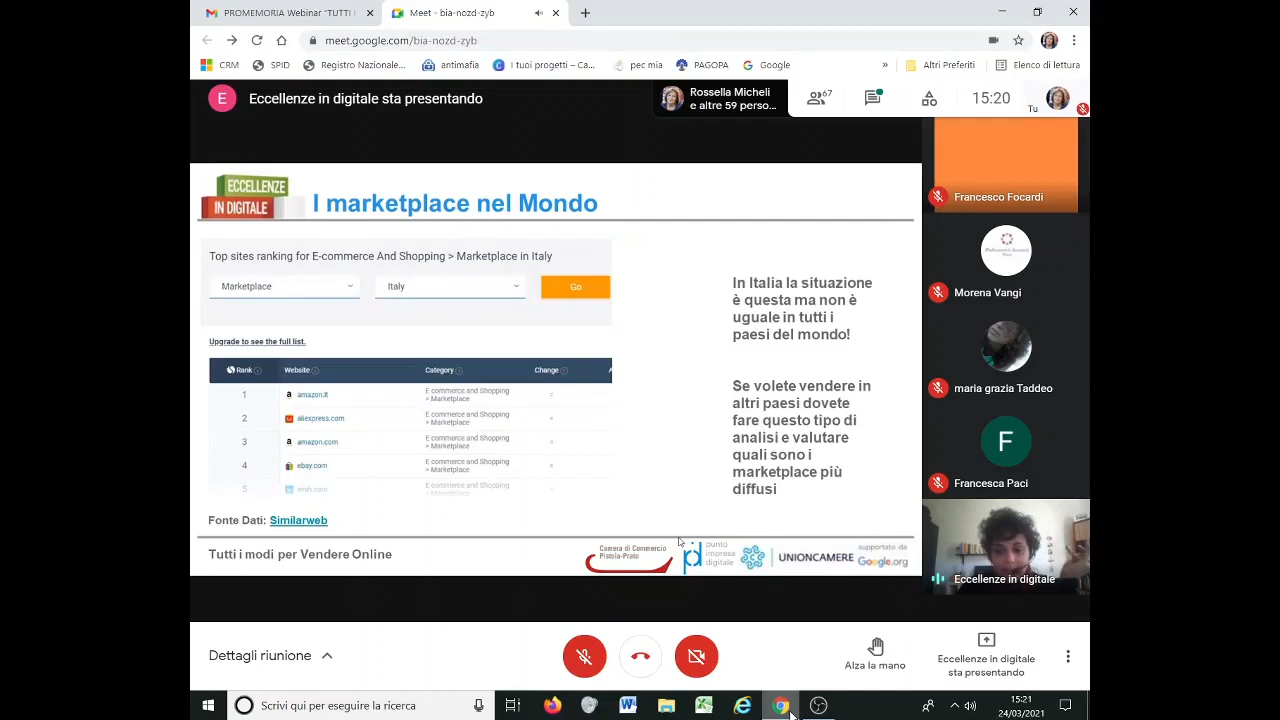 PROMEMORIA Webinar "TUTTI I
Meet - bia-nozd-zyb
meet.google.com/bia-nozd-zyb
CRM
SPID
Registro Nazionale...
antimafia
I tuoi progetti – Ca...
pec mia
PAGOPA
Google
»
Altri Preferiti
Elenco di lettura
E
Eccellenze in digitale sta presentando
Rossella Micheli
e altre 59 perso...
67
15:20
Tu
ECCELLENZE
IN DIGITALE
I marketplace nel Mondo
Top sites ranking for E-commerce And Shopping > Marketplace in Italy
Marketplace
Italy
Go
Upgrade to see the full list.
Rank Website Category Change
1 amazon.it E commerce and Shopping > Marketplace =
2 aliexpress.com E commerce and Shopping > Marketplace =
3 amazon.com E commerce and Shopping > Marketplace =
4 ebay.com E commerce and Shopping > Marketplace =
5 wish.com E commerce and Shopping > Marketplace =
In Italia la situazione
è questa ma non è
uguale in tutti i
paesi del mondo!
Se volete vendere in
altri paesi dovete
fare questo tipo di
analisi e valutare
quali sono i
marketplace più
diffusi
Fonte Dati: Similarweb
Tutti i modi per Vendere Online
Camera di Commercio
Pistoia-Prato
pid
punto
impresa
digitale
UNIONCAMERE
supportato da
Google.org
Francesco Focardi
Morena Vangi
maria grazia Taddeo
F
Francesca Paci
Eccellenze in digitale
Dettagli riunione
Alza la mano
Eccellenze in digitale
sta presentando
Scrivi qui per eseguire la ricerca
15:21
24/03/2021